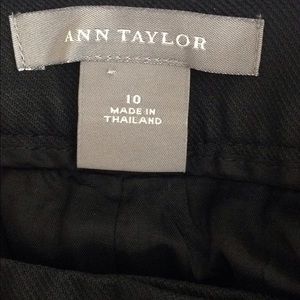 ANN TAYLOR
10
MADE IN
THAILAND